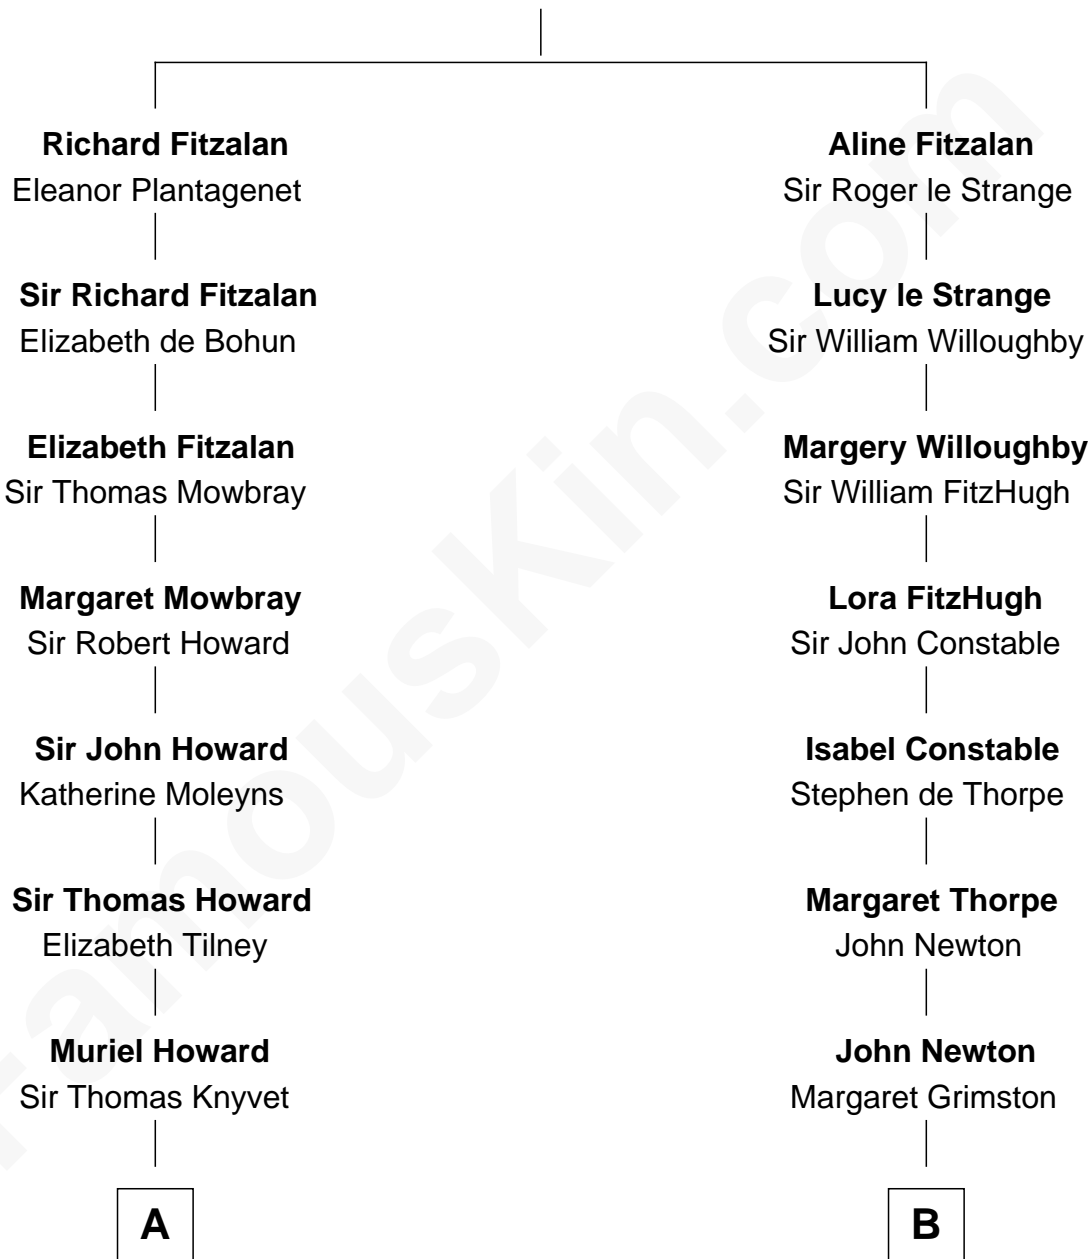 Richard Fitzalan
Eleanor Plantagenet
Sir Richard Fitzalan
Elizabeth de Bohun
Elizabeth Fitzalan
Sir Thomas Mowbray
Margaret Mowbray
Sir Robert Howard
Sir John Howard
Katherine Moleyns
Sir Thomas Howard
Elizabeth Tilney
Muriel Howard
Sir Thomas Knyvet
A
Aline Fitzalan
Sir Roger le Strange
Lucy le Strange
Sir William Willoughby
Margery Willoughby
Sir William FitzHugh
Lora FitzHugh
Sir John Constable
Isabel Constable
Stephen de Thorpe
Margaret Thorpe
John Newton
John Newton
Margaret Grimston
B
FamousKin.com